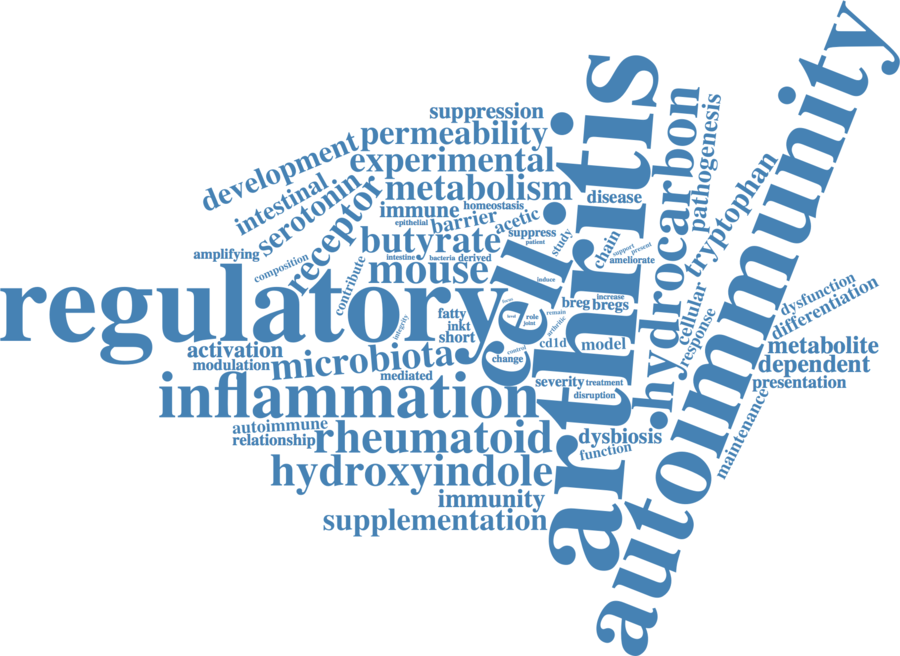 suppression
permeability
development
experimental
intestinal
serotonin
metabolism
receptor
immune
homeostasis
epithelial
barrier
acetic
butyrate
suppress
patient
amplifying
composition
contribute
intestine
bacteria
derived
mouse
study
disease
chain
support
present
ameliorate
arthritis
hydrocarbon
pathogenesis
tryptophan
autoimmunity
regulatory
cell
induce
integrity
fatty
inkt
short
level
role
joint
remain
arthritic
breg
increase
bregs
cd1d
model
control
change
cellular
response
dysfunction
differentiation
metabolite
dependent
presentation
maintenance
activation
modulation
microbiota
mediated
inflammation
severity
treatment
disruption
autoimmune
relationship
rheumatoid
dysbiosis
function
hydroxyindole
immunity
supplementation